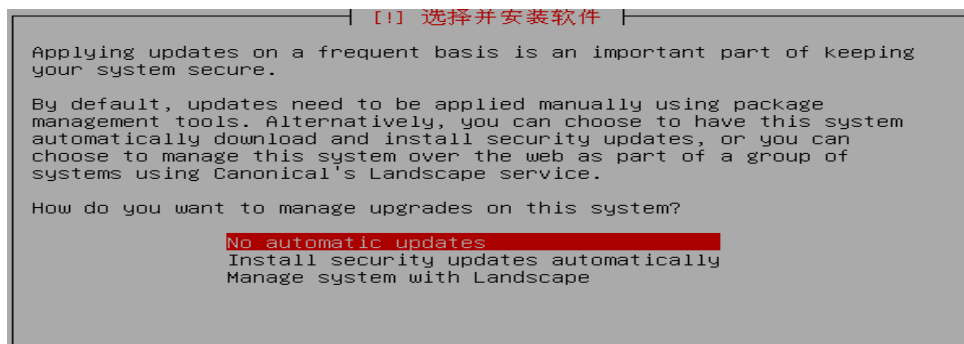 [!] 选择并安装软件
Applying updates on a frequent basis is an important part of keeping
your system secure.
By default, updates need to be applied manually using package
management tools. Alternatively, you can choose to have this system
automatically download and install security updates, or you can
choose to manage this system over the web as part of a group of
systems using Canonical's Landscape service.
How do you want to manage upgrades on this system?
No automatic updates
Install security updates automatically
Manage system with Landscape